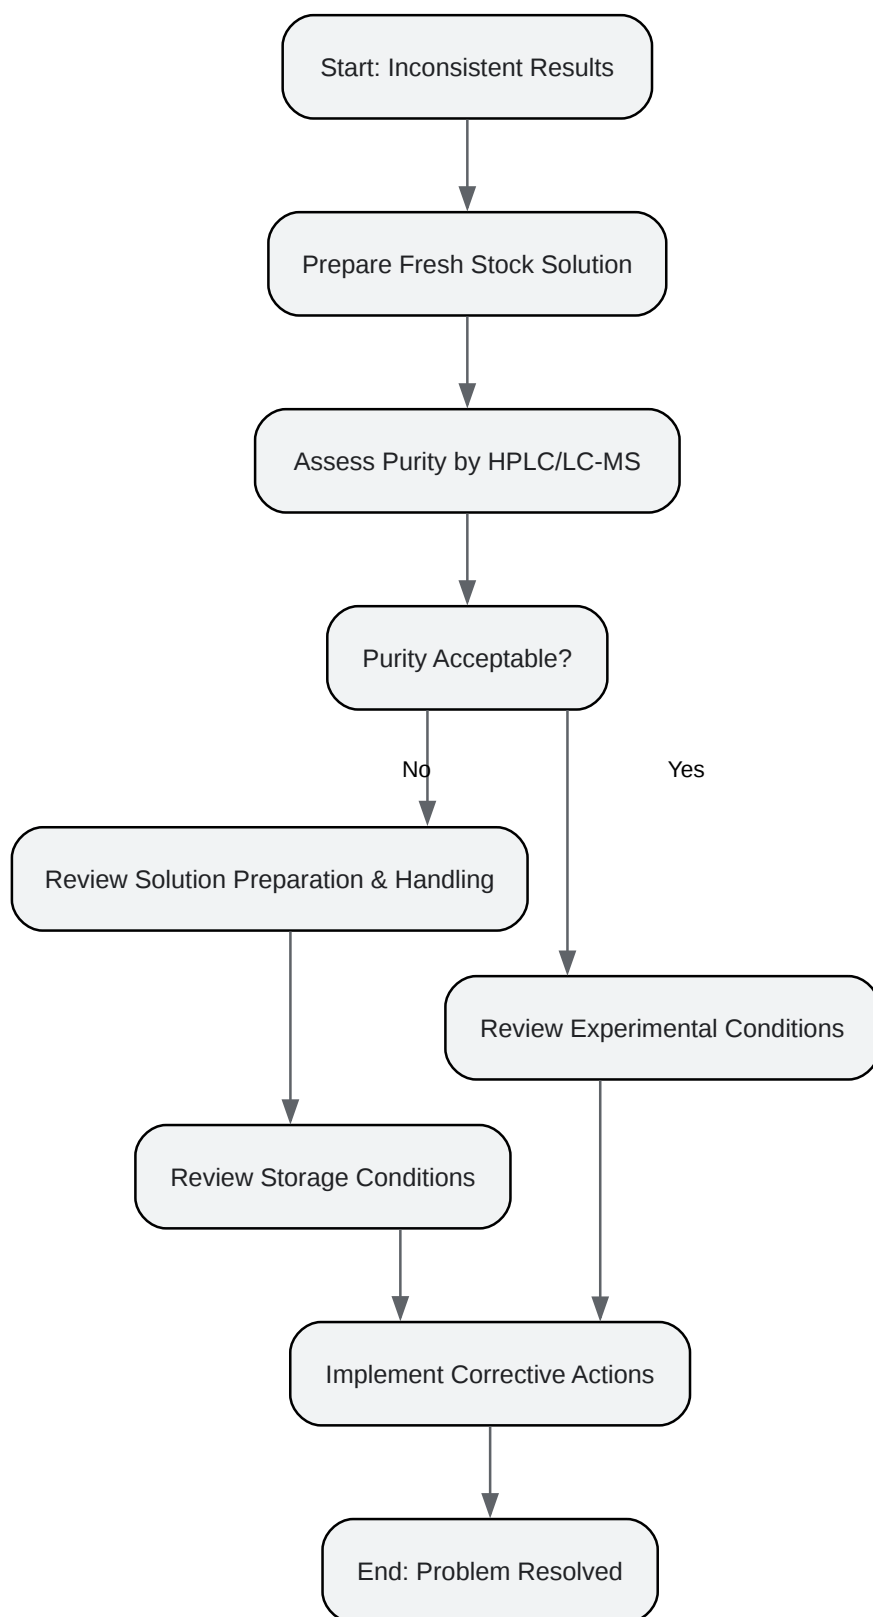 Start: Inconsistent Results
Prepare Fresh Stock Solution
Assess Purity by HPLC/LC-MS
Purity Acceptable?
No
Yes
Review Solution Preparation & Handling
Review Experimental Conditions
Review Storage Conditions
Implement Corrective Actions
End: Problem Resolved